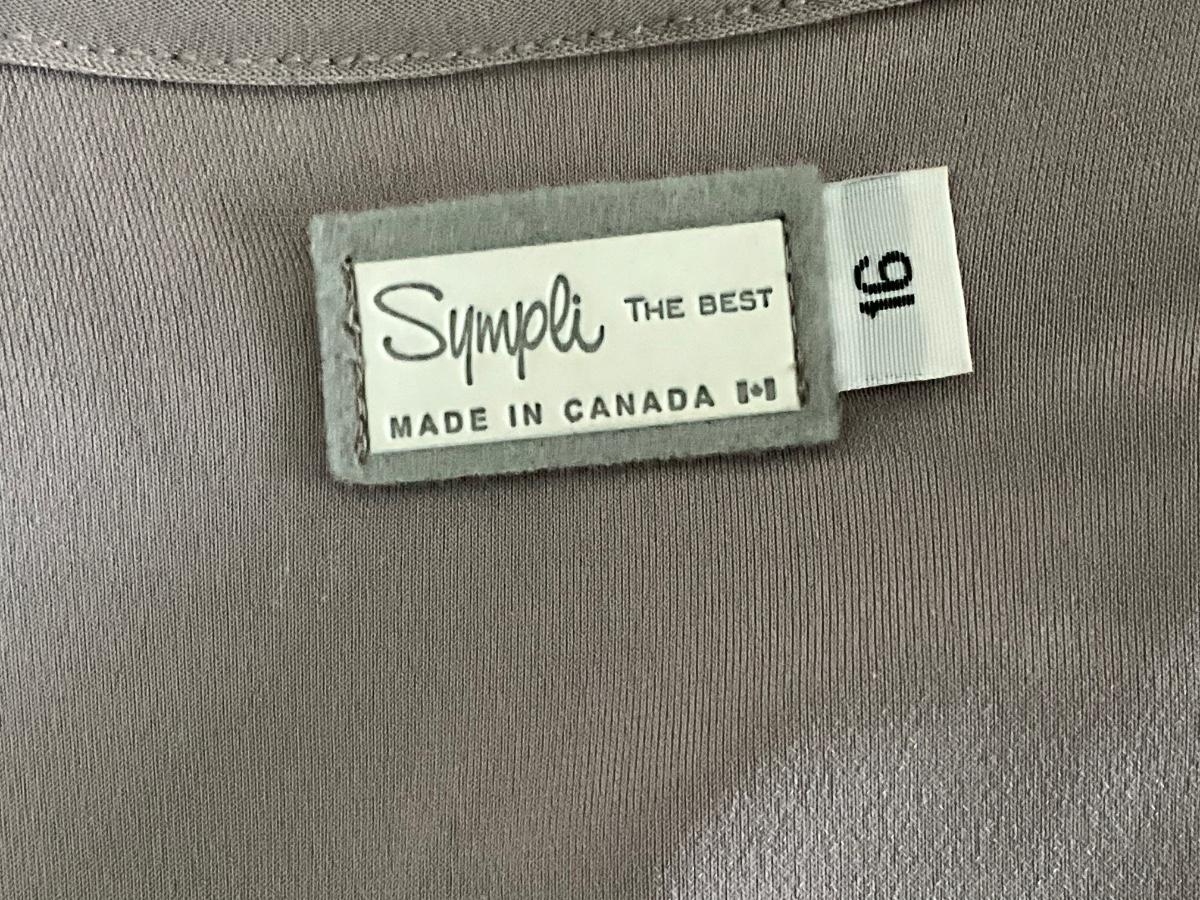 Sympli THE BEST
MADE IN CANADA
16